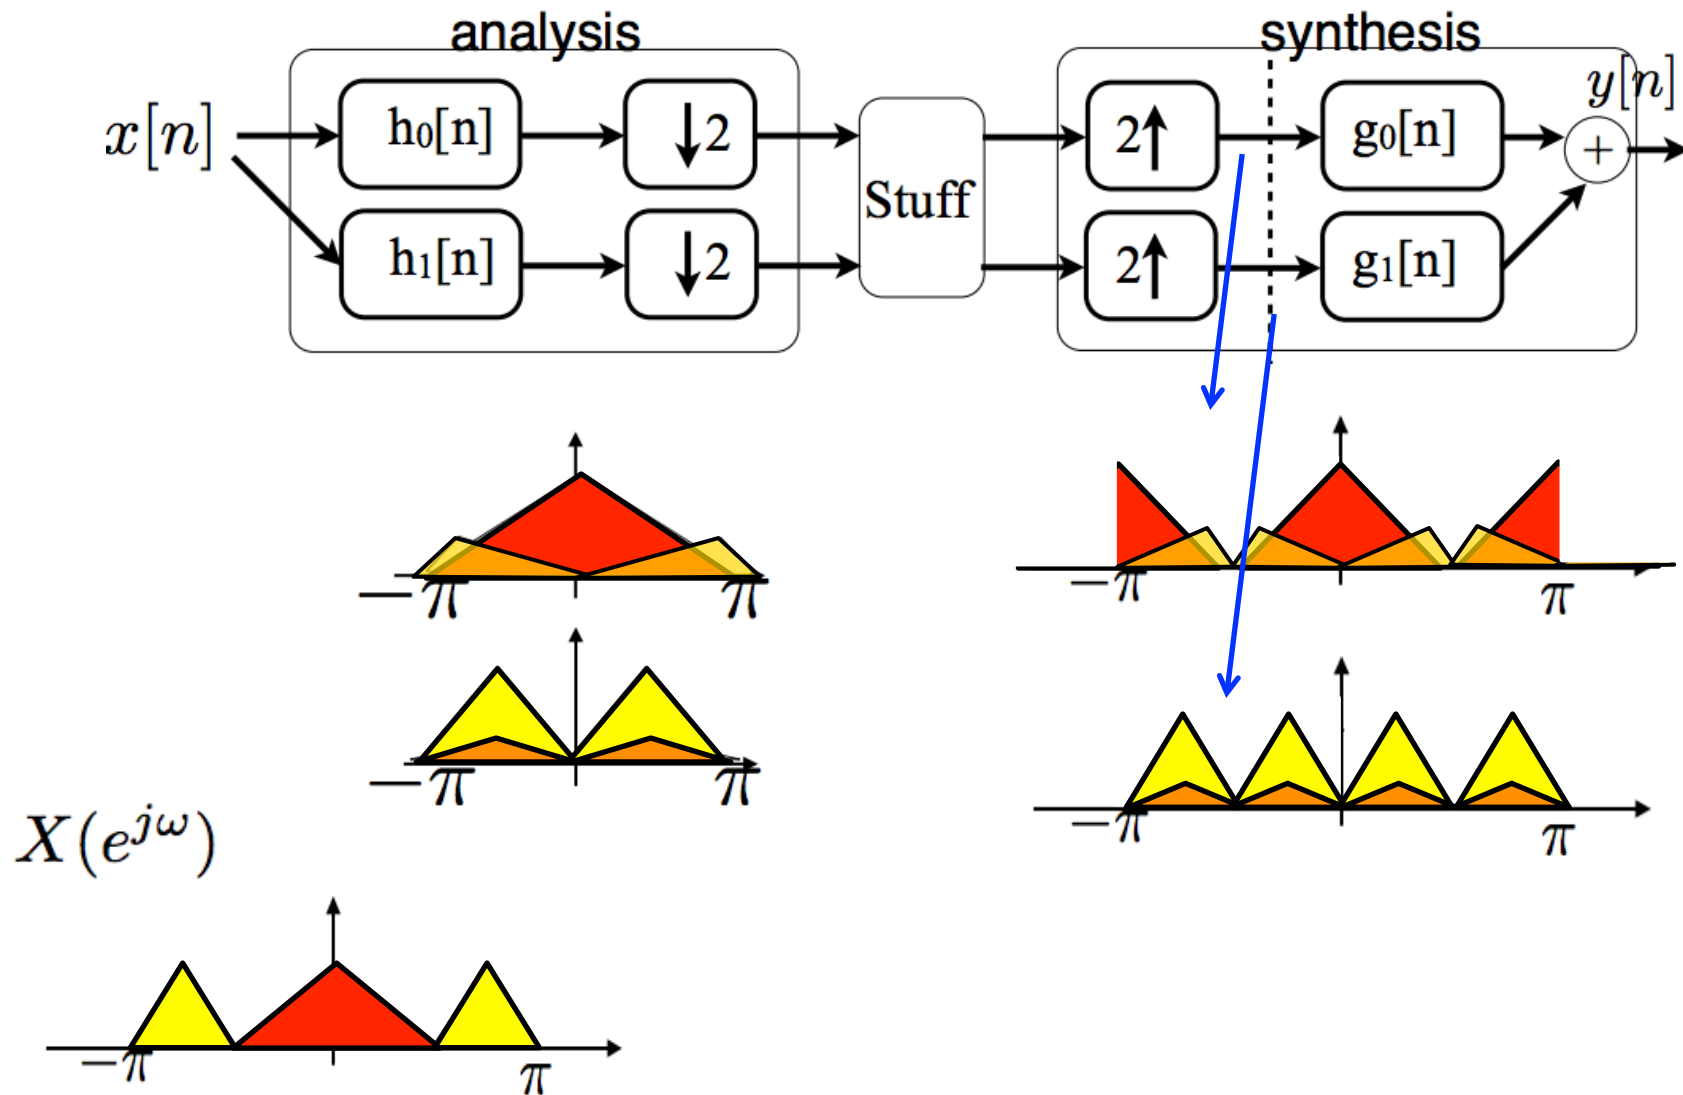 analysis
synthesis
x[n]
h₀[n]
↓2
h₁[n]
↓2
Stuff
2↑
g₀[n]
2↑
g₁[n]
+
y[n]
−π
π
−π
π
−π
π
−π
π
X(e^{jω})
−π
π